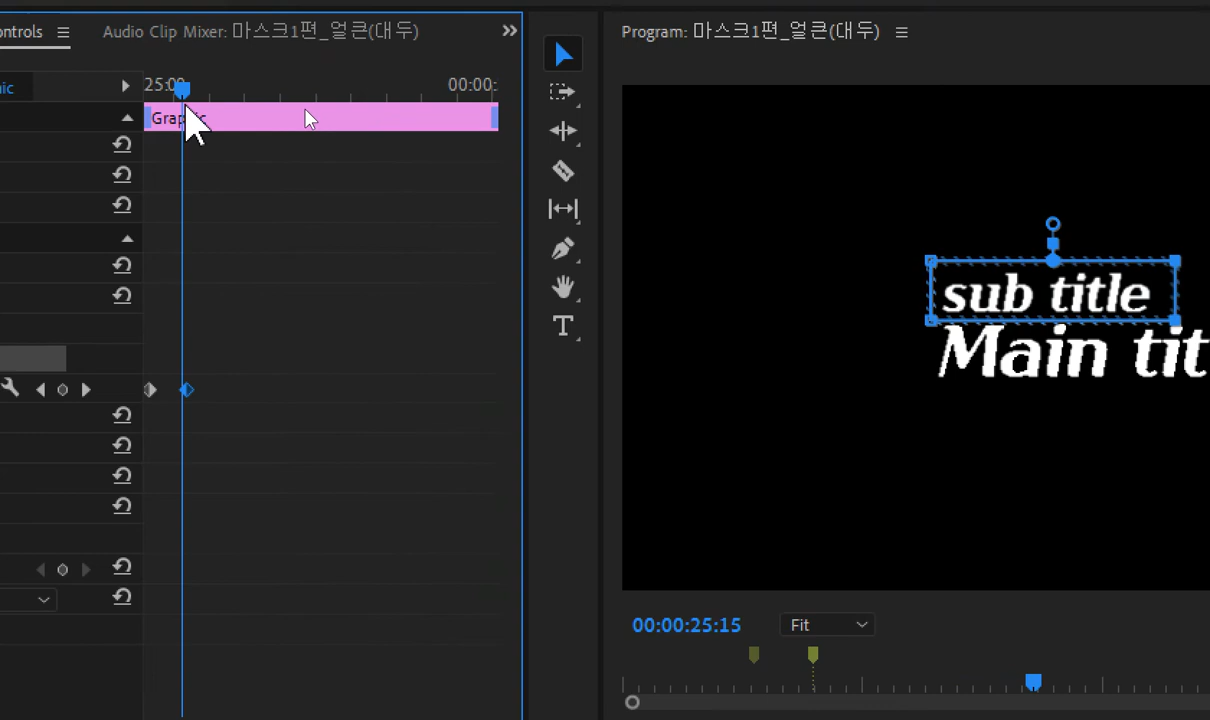 ontrols
Audio Clip Mixer: 마스크1편_얼큰(대두)
Program: 마스크1편_얼큰(대두)
ic
25:00
00:00:
Graphic
sub title
Main tit
T
00:00:25:15
Fit